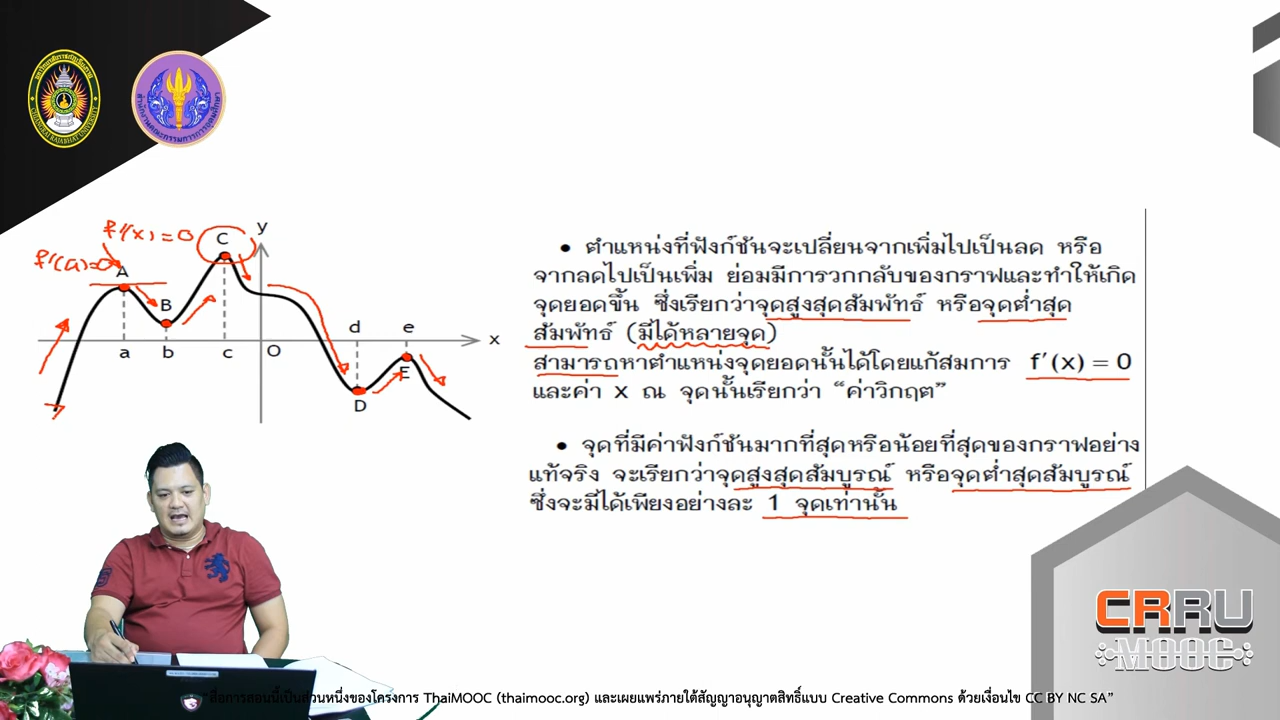 f'(x)=0
f'(a)=0
A
B
C
y
d
e
x
a
b
c
O
D
E
• ตำแหน่งที่ฟังก์ชันจะเปลี่ยนจากเพิ่มไปเป็นลด หรือ
จากลดไปเป็นเพิ่ม ย่อมมีการวกกลับของกราฟและทำให้เกิด
จุดยอดขึ้น ซึ่งเรียกว่าจุดสูงสุดสัมพัทธ์ หรือจุดต่ำสุด
สัมพัทธ์ (มีได้หลายจุด)
สามารถหาตำแหน่งจุดยอดนั้นได้โดยแก้สมการ f′(x) = 0
และค่า x ณ จุดนั้นเรียกว่า "ค่าวิกฤต"
• จุดที่มีค่าฟังก์ชันมากที่สุดหรือน้อยที่สุดของกราฟอย่าง
แท้จริง จะเรียกว่าจุดสูงสุดสัมบูรณ์ หรือจุดต่ำสุดสัมบูรณ์
ซึ่งจะมีได้เพียงอย่างละ 1 จุดเท่านั้น
CRRU
MOOC
"สื่อการสอนนี้เป็นส่วนหนึ่งของโครงการ ThaiMOOC (thaimooc.org) และเผยแพร่ภายใต้สัญญาอนุญาตสิทธิ์แบบ Creative Commons ด้วยเงื่อนไข CC BY NC SA"